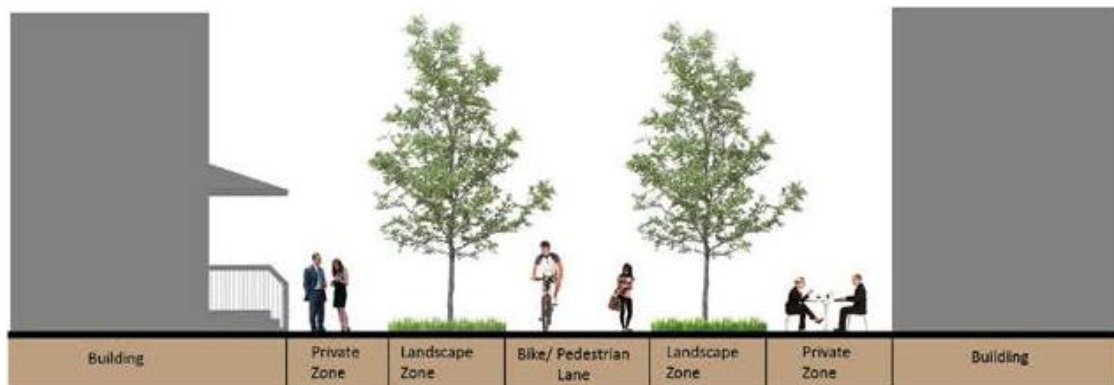 Building
Private
Zone
Landscape
Zone
Bike/ Pedestrian
Lane
Landscape
Zone
Private
Zone
Building